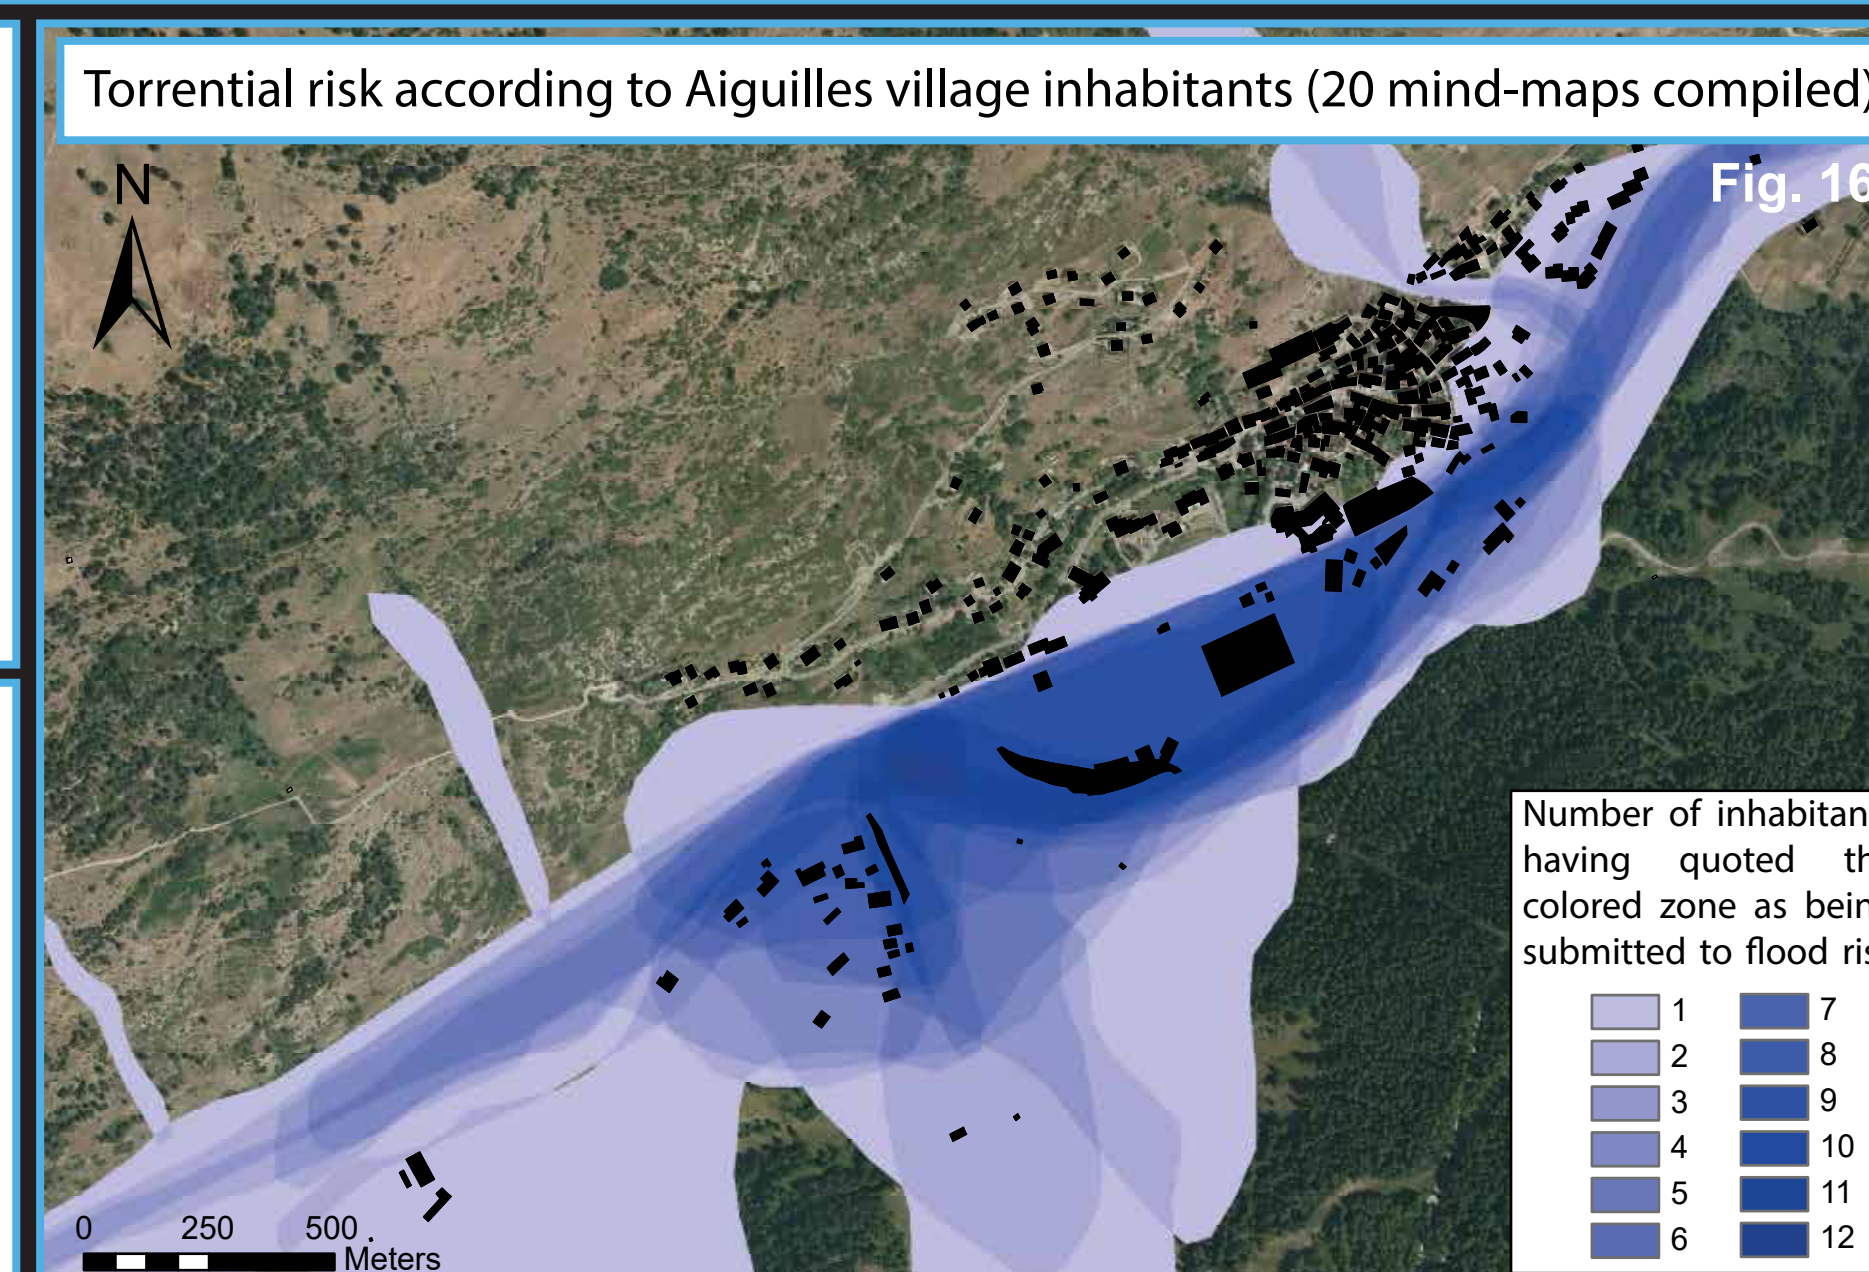 Torrential risk according to Aiguilles village inhabitants (20 mind-maps compiled)
N
Fig. 16
Number of inhabitan
having quoted th
colored zone as bein
submitted to flood ris
1 7
2 8
3 9
4 10
5 11
6 12
0 250 500
Meters